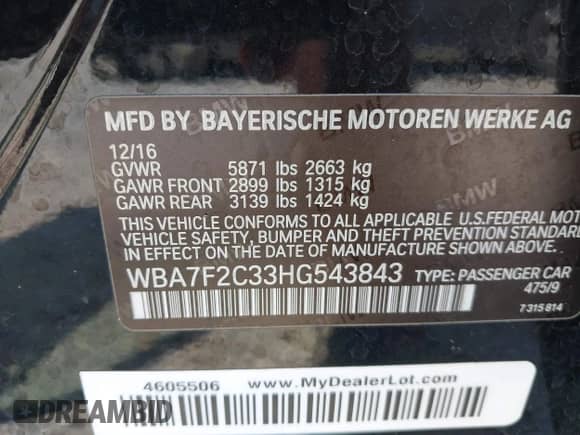 MFD BY BAYERISCHE MOTOREN WERKE AG
12/16
GVWR 5871 lbs 2663 kg
GAWR FRONT 2899 lbs 1315 kg
GAWR REAR 3139 lbs 1424 kg
THIS VEHICLE CONFORMS TO ALL APPLICABLE U.S.FEDERAL MOT
VEHICLE SAFETY, BUMPER AND THEFT PREVENTION STANDARD
IN EFFECT ON THE DATE OF MANUFACTURE SHOWN ABOVE.
WBA7F2C33HG543843 TYPE: PASSENGER CAR
475/9
7315814
4605506 www.MyDealerLot.com
DREAMBID